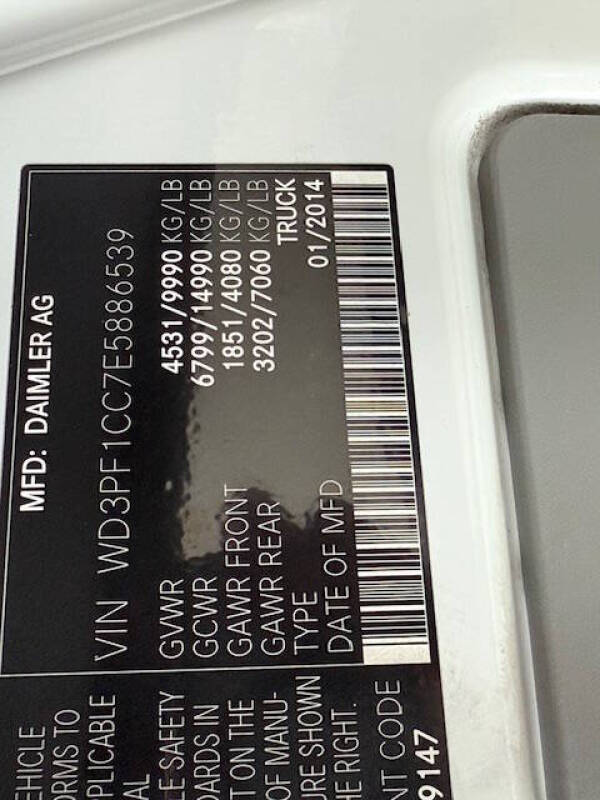 MFD: DAIMLER AG
VIN WD3PF1CC7E5886539
GVWR 4531/9990 KG/LB
GCWR 6799/14990 KG/LB
GAWR FRONT 1851/4080 KG/LB
GAWR REAR 3202/7060 KG/LB
TYPE TRUCK
DATE OF MFD 01/2014
EHICLE
ORMS TO
PLICABLE
AL
LE SAFETY
DARDS IN
T ON THE
OF MANU-
URE SHOWN
HE RIGHT.
NT CODE
9147